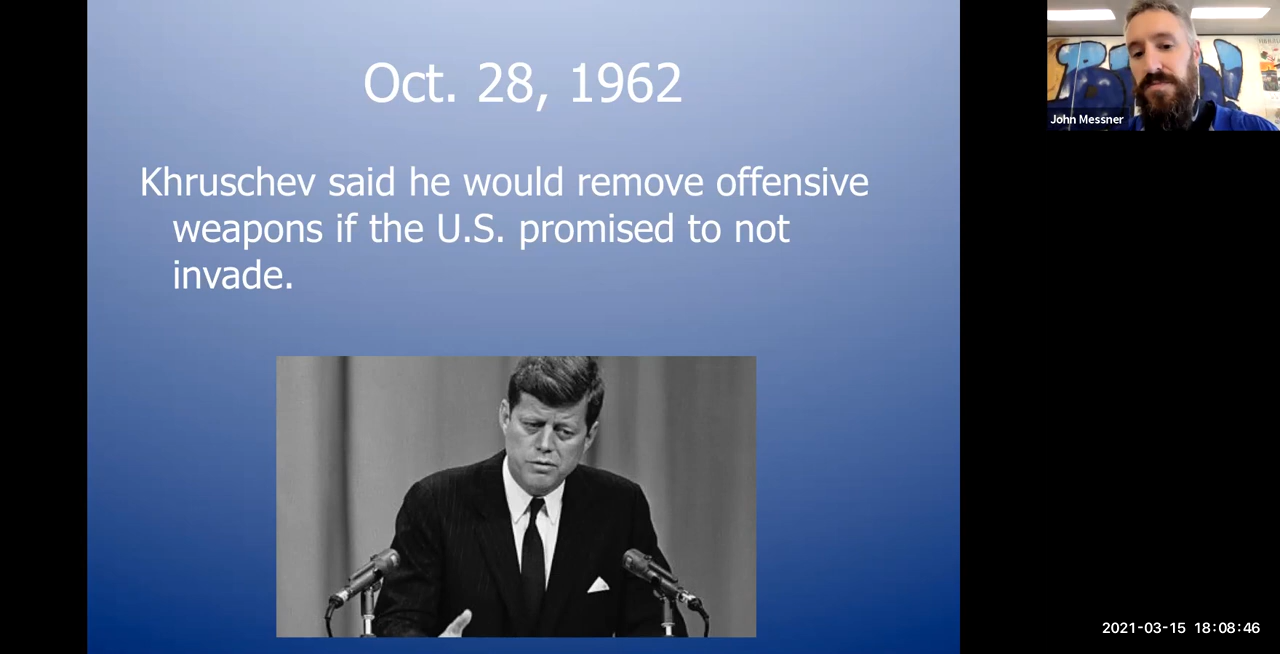 Oct. 28, 1962
Khruschev said he would remove offensive
weapons if the U.S. promised to not
invade.
John Messner
2021-03-15 18:08:46